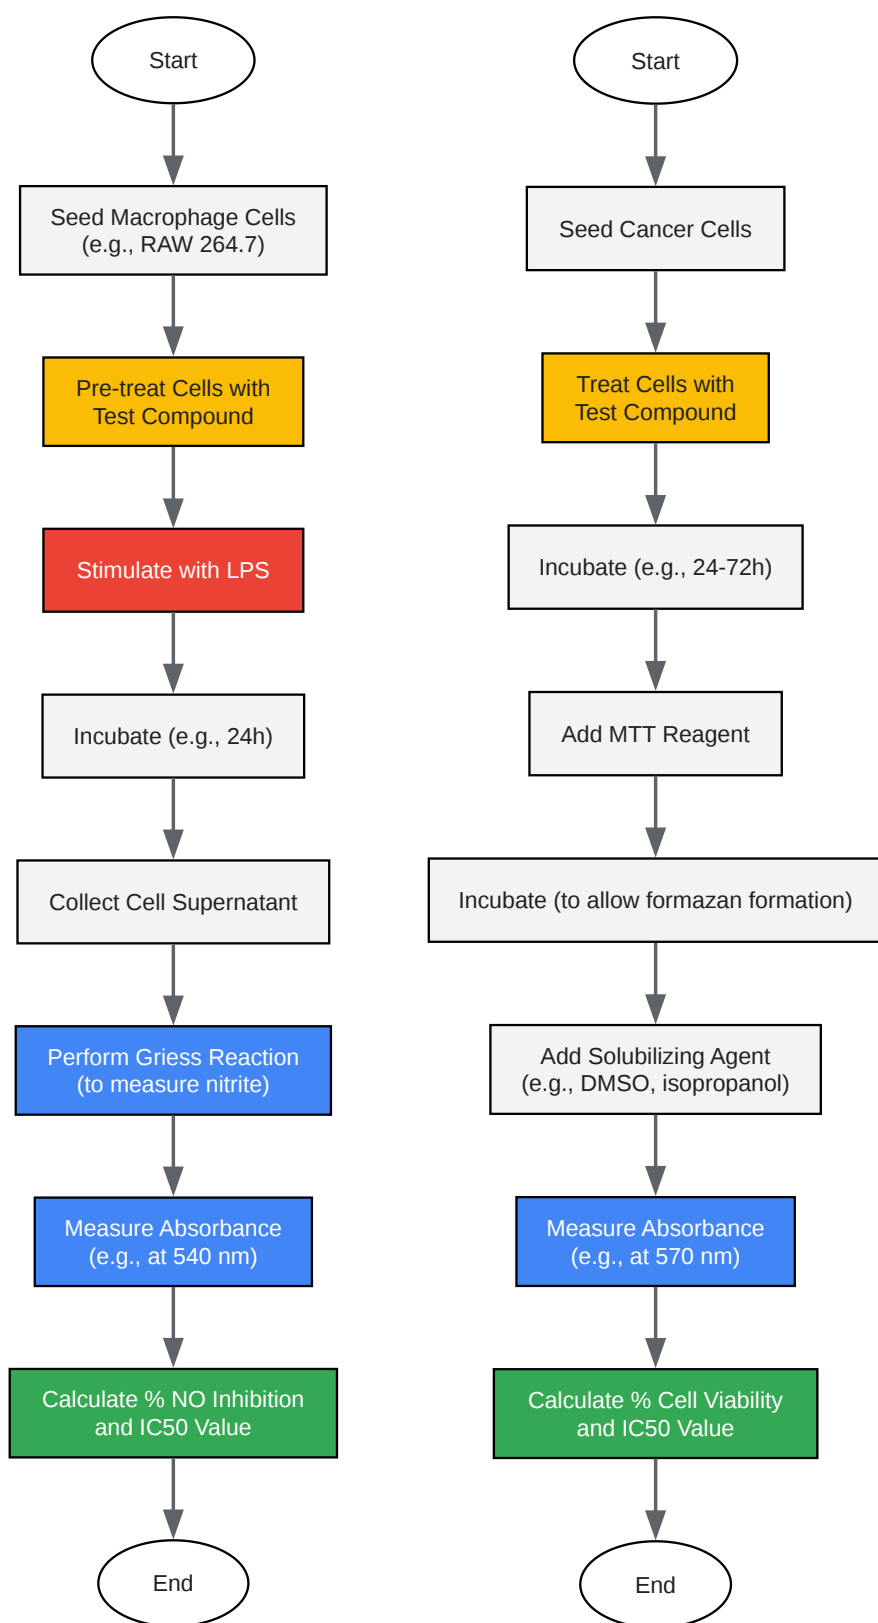 Start
Seed Macrophage Cells
(e.g., RAW 264.7)
Pre-treat Cells with
Test Compound
Stimulate with LPS
Incubate (e.g., 24h)
Collect Cell Supernatant
Perform Griess Reaction
(to measure nitrite)
Measure Absorbance
(e.g., at 540 nm)
Calculate % NO Inhibition
and IC50 Value
End
Start
Seed Cancer Cells
Treat Cells with
Test Compound
Incubate (e.g., 24-72h)
Add MTT Reagent
Incubate (to allow formazan formation)
Add Solubilizing Agent
(e.g., DMSO, isopropanol)
Measure Absorbance
(e.g., at 570 nm)
Calculate % Cell Viability
and IC50 Value
End